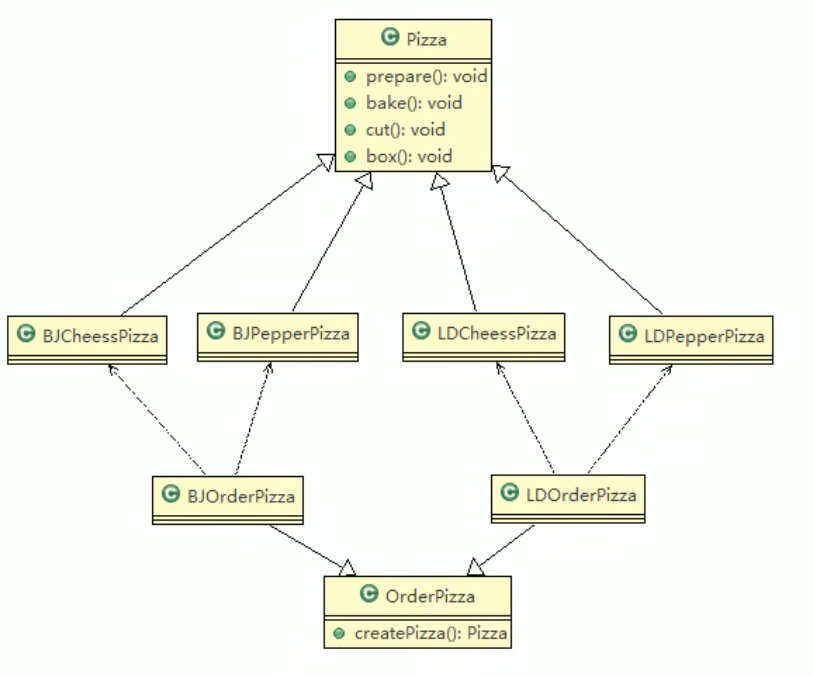 Pizza
prepare(): void
bake(): void
cut(): void
box(): void
BJCheessPizza
BJPepperPizza
LDCheessPizza
LDPepperPizza
BJOrderPizza
LDOrderPizza
OrderPizza
createPizza(): Pizza